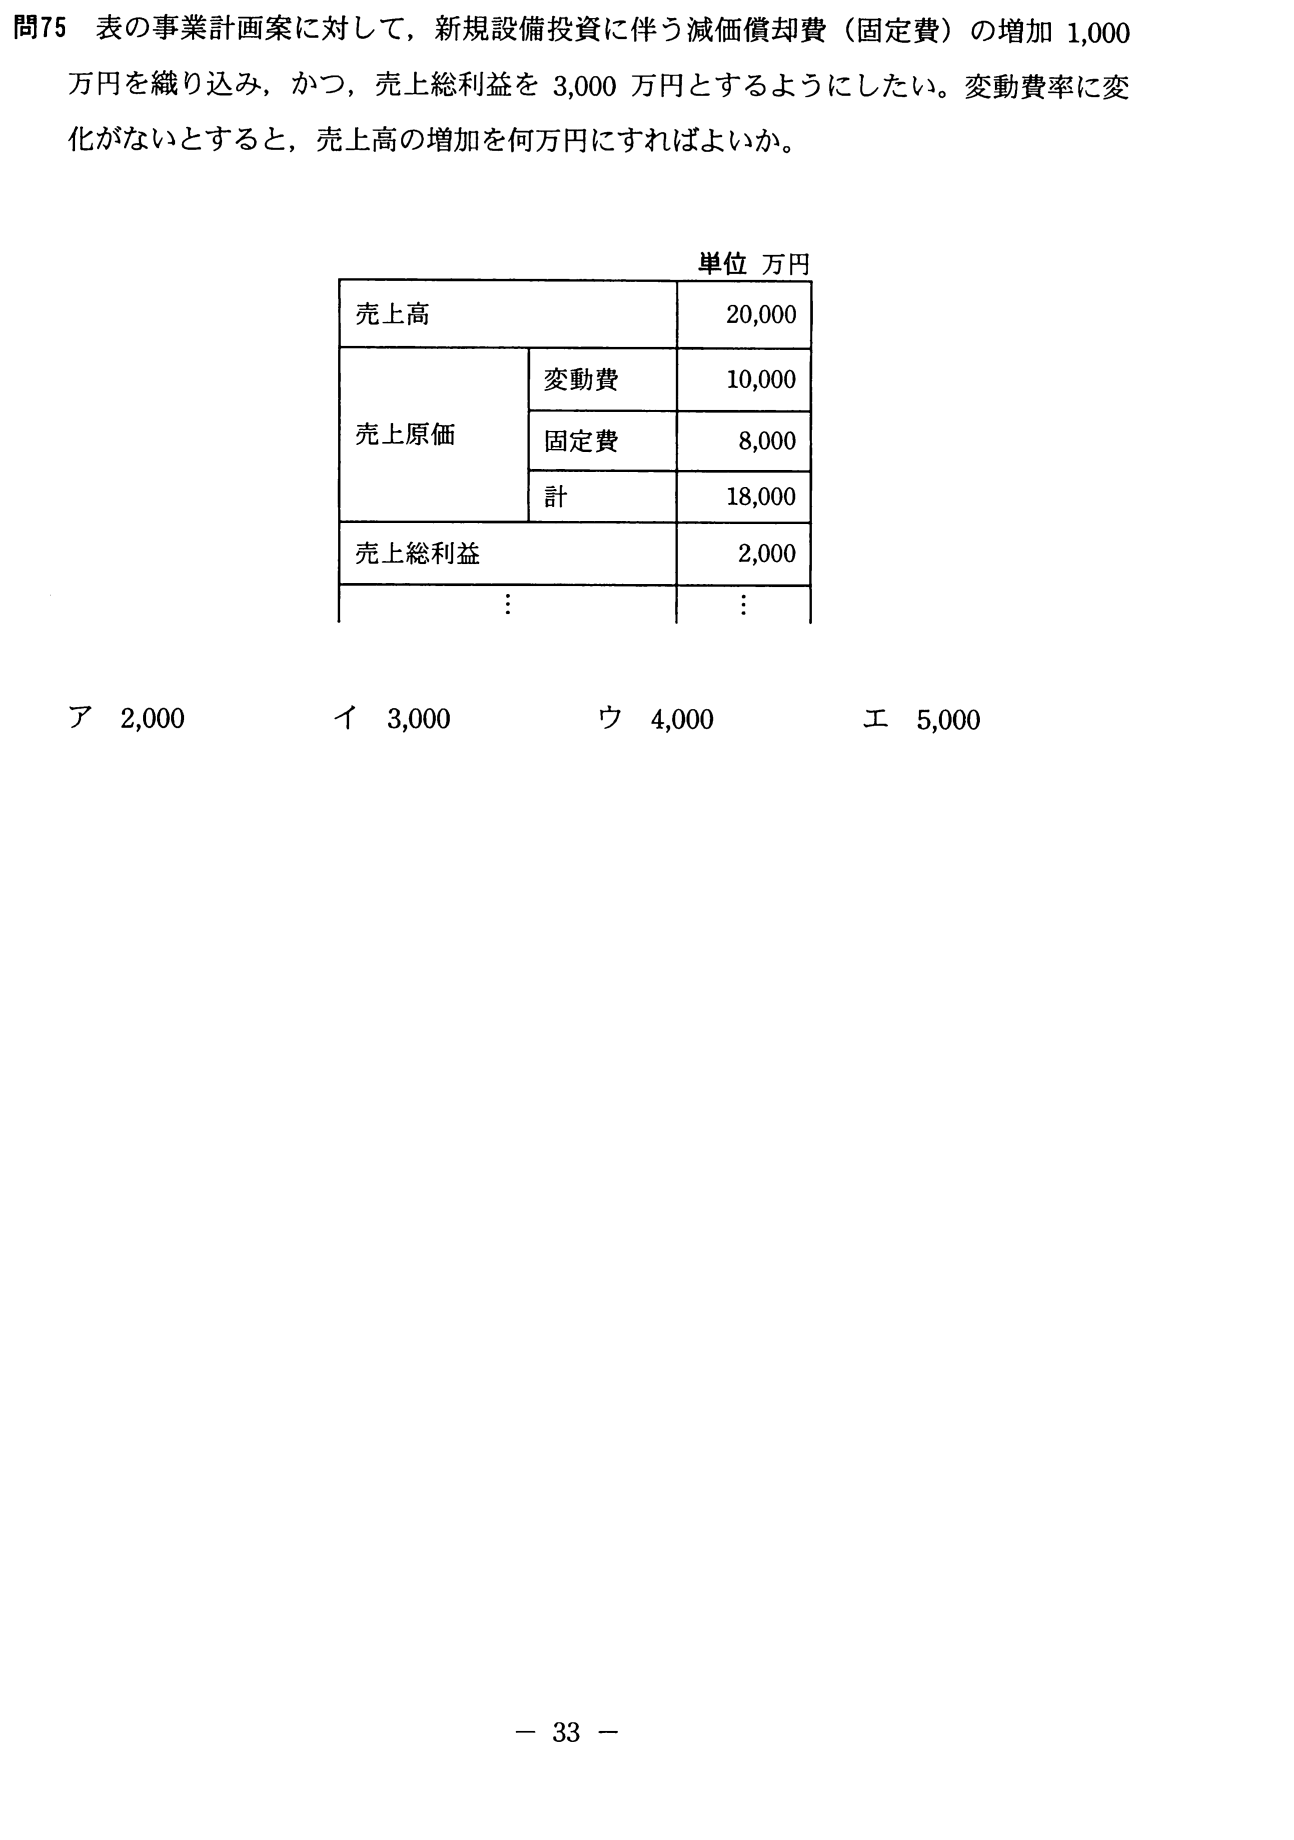 問75　表の事業計画案に対して，新規設備投資に伴う減価償却費（固定費）の増加 1,000
万円を織り込み，かつ，売上総利益を 3,000 万円とするようにしたい。変動費率に変
化がないとすると，売上高の増加を何万円にすればよいか。
単位 万円
売上高 20,000
変動費 10,000
売上原価 固定費 8,000
計 18,000
売上総利益 2,000
⋮ ⋮
ア 2,000 イ 3,000 ウ 4,000 エ 5,000
－ 33 －